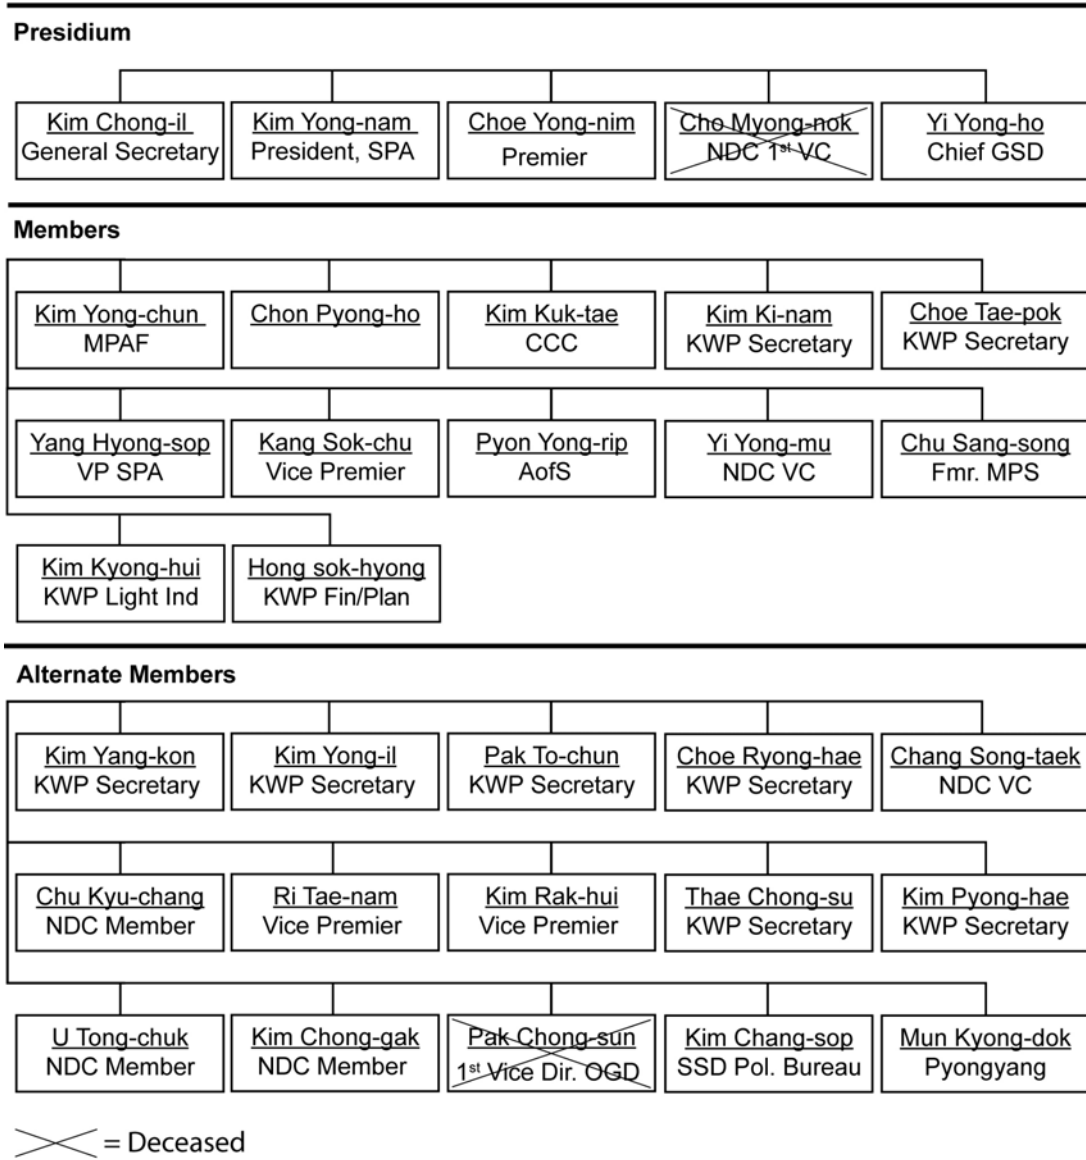 Presidium
Kim Chong-il
General Secretary
Kim Yong-nam
President, SPA
Choe Yong-nim
Premier
Cho Myong-nok
NDC 1st VC
Yi Yong-ho
Chief GSD
Members
Kim Yong-chun
MPAF
Chon Pyong-ho
Kim Kuk-tae
CCC
Kim Ki-nam
KWP Secretary
Choe Tae-pok
KWP Secretary
Yang Hyong-sop
VP SPA
Kang Sok-chu
Vice Premier
Pyon Yong-rip
AofS
Yi Yong-mu
NDC VC
Chu Sang-song
Fmr. MPS
Kim Kyong-hui
KWP Light Ind
Hong sok-hyong
KWP Fin/Plan
Alternate Members
Kim Yang-kon
KWP Secretary
Kim Yong-il
KWP Secretary
Pak To-chun
KWP Secretary
Choe Ryong-hae
KWP Secretary
Chang Song-taek
NDC VC
Chu Kyu-chang
NDC Member
Ri Tae-nam
Vice Premier
Kim Rak-hui
Vice Premier
Thae Chong-su
KWP Secretary
Kim Pyong-hae
KWP Secretary
U Tong-chuk
NDC Member
Kim Chong-gak
NDC Member
Pak Chong-sun
1st Vice Dir. OGD
Kim Chang-sop
SSD Pol. Bureau
Mun Kyong-dok
Pyongyang
= Deceased